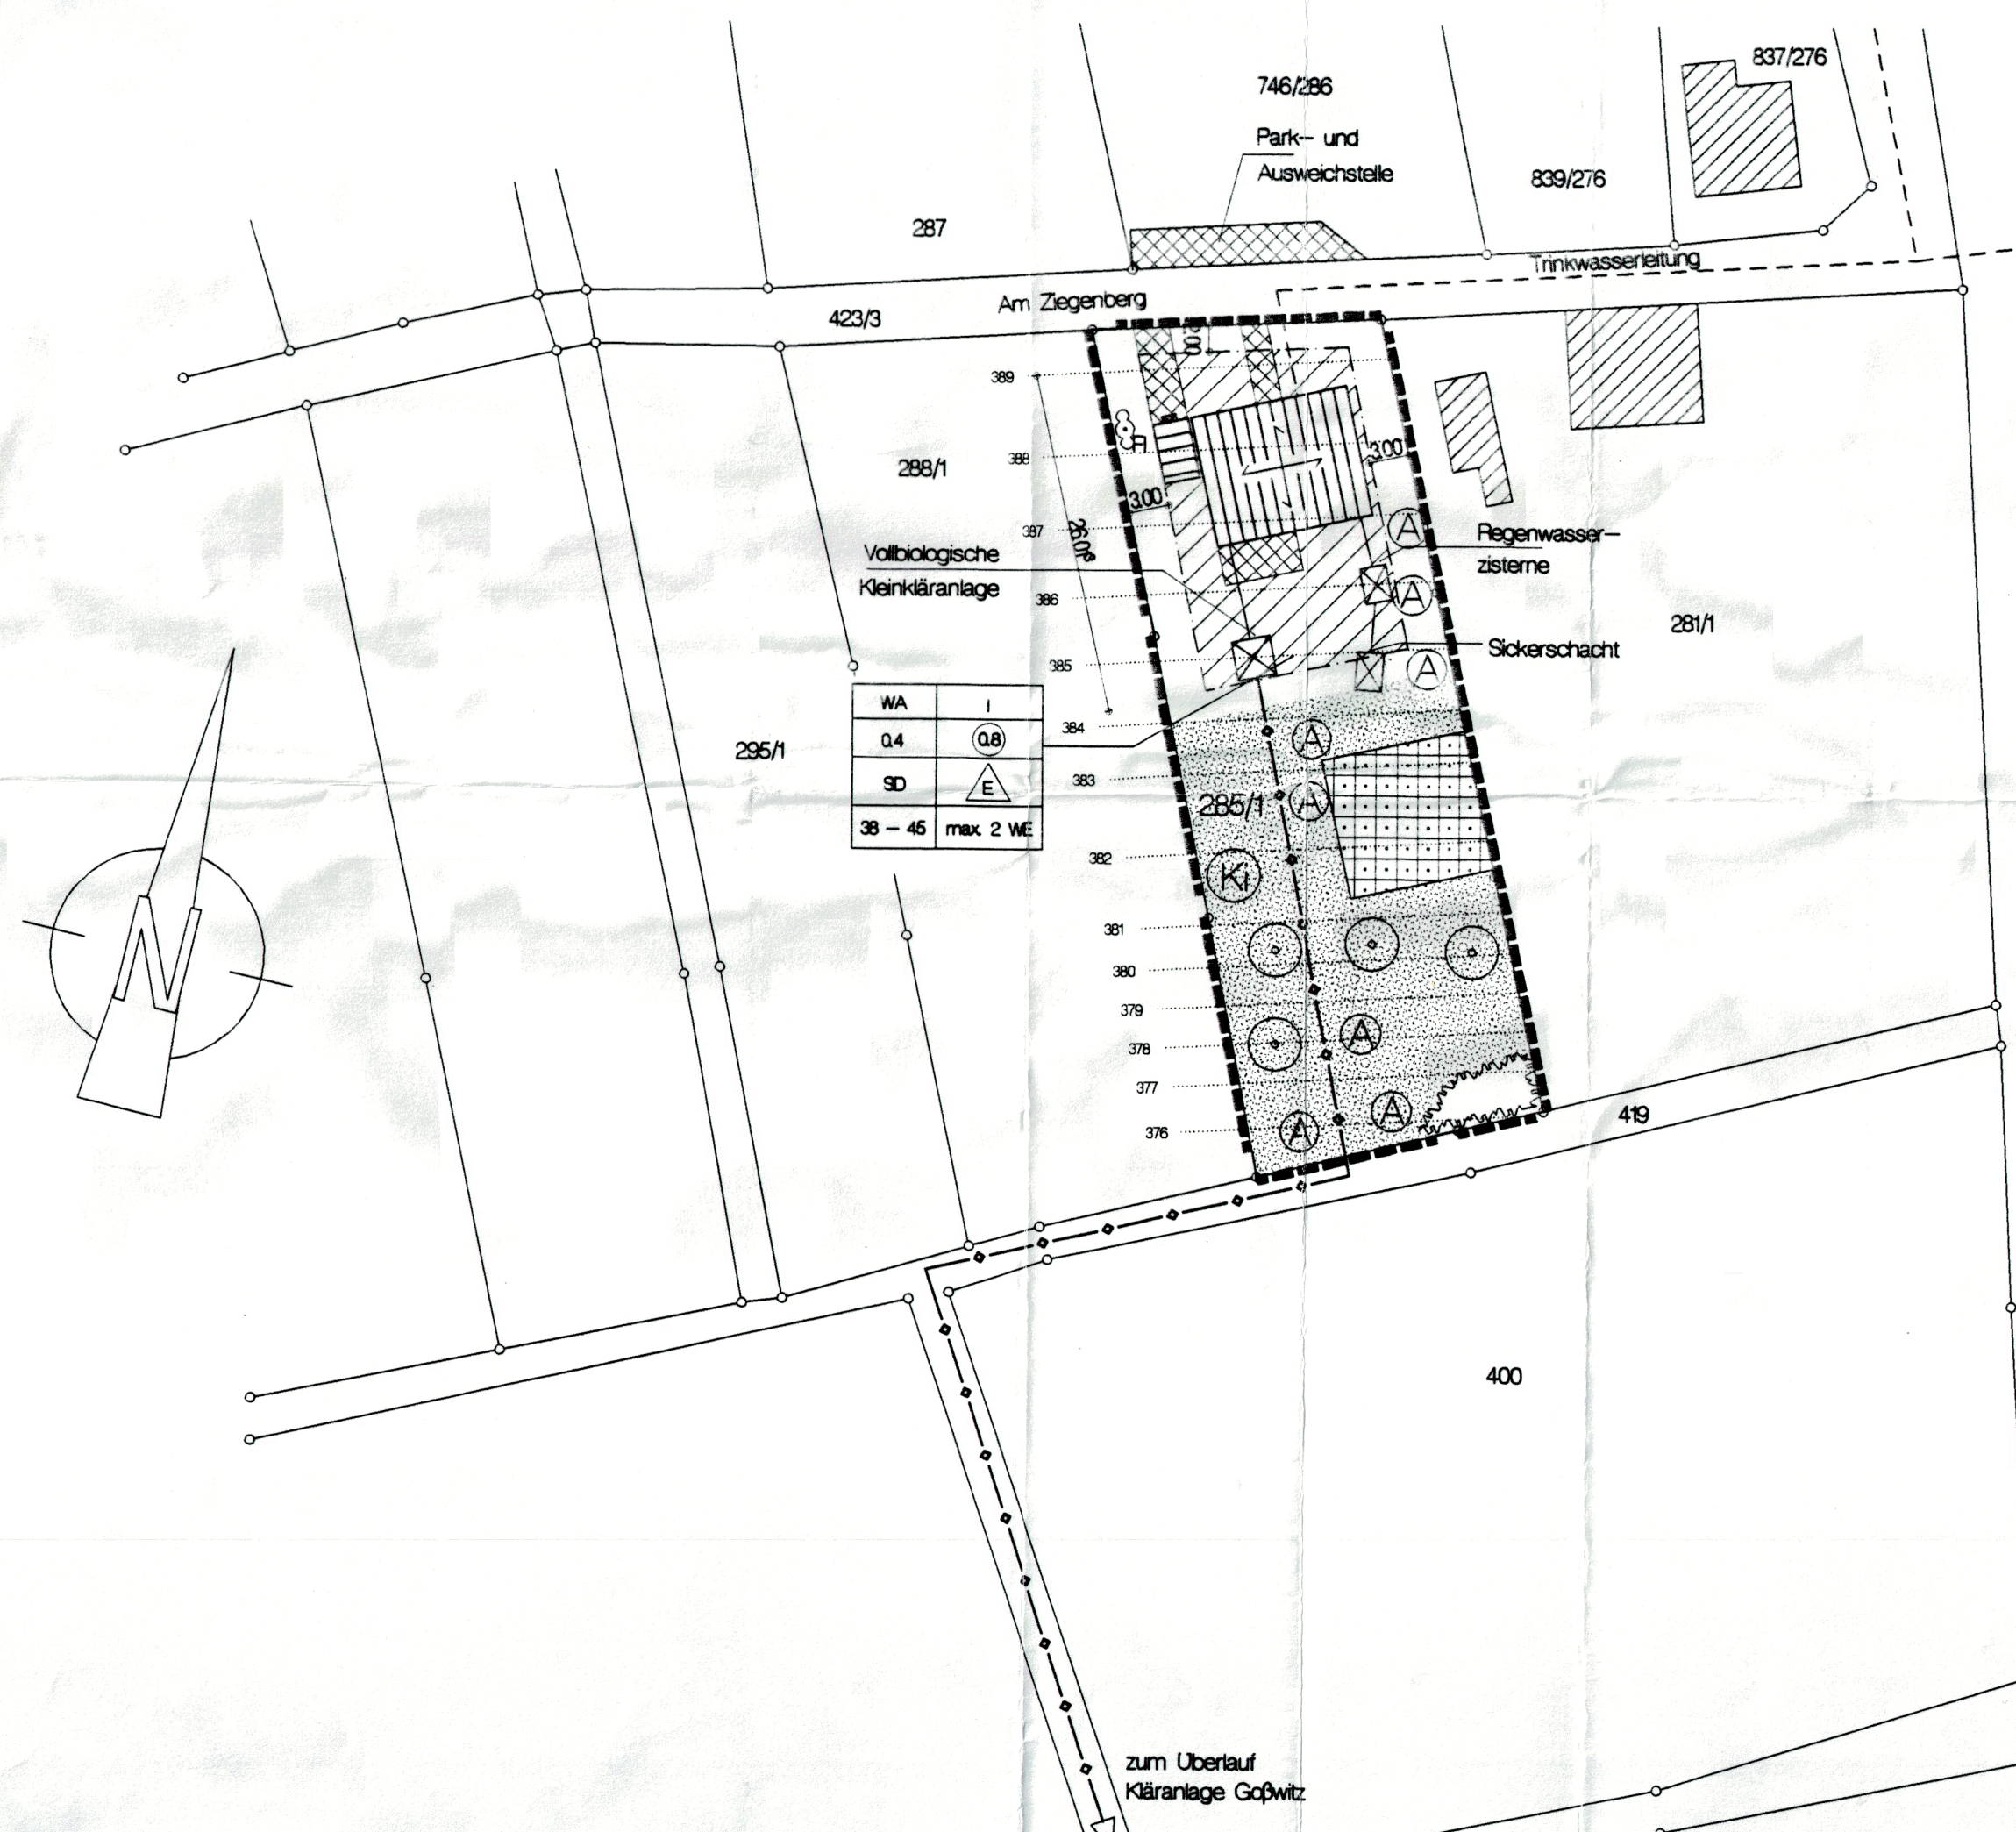 837/276
746/286
Park- und
Ausweichstelle
839/276
287
Trinkwasserleitung
Am Ziegenberg
423/3
389
288/1
Fl
388
3.00
3.00
387
Vollbiologische
Kleinkläranlage
Regenwasser-
zisterne
A
386
A
281/1
385
Sickerschacht
A
WA I
0.4 0.8
SD E
38 - 45 max. 2 WE
384
A
295/1
383
285/1
A
382
Ki
381
380
379
378
A
377
376
A
A
419
N
400
zum Überlauf
Kläranlage Goßwitz